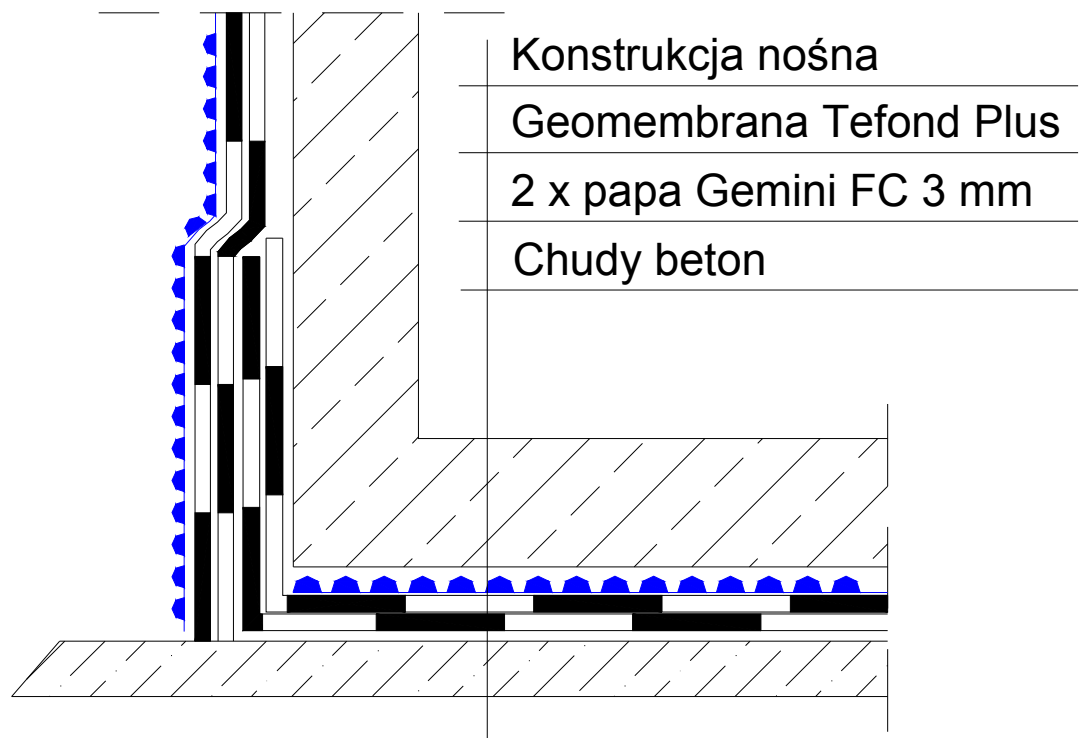 Konstrukcja nośna
Geomembrana Tefond Plus
2 x papa Gemini FC 3 mm
Chudy beton